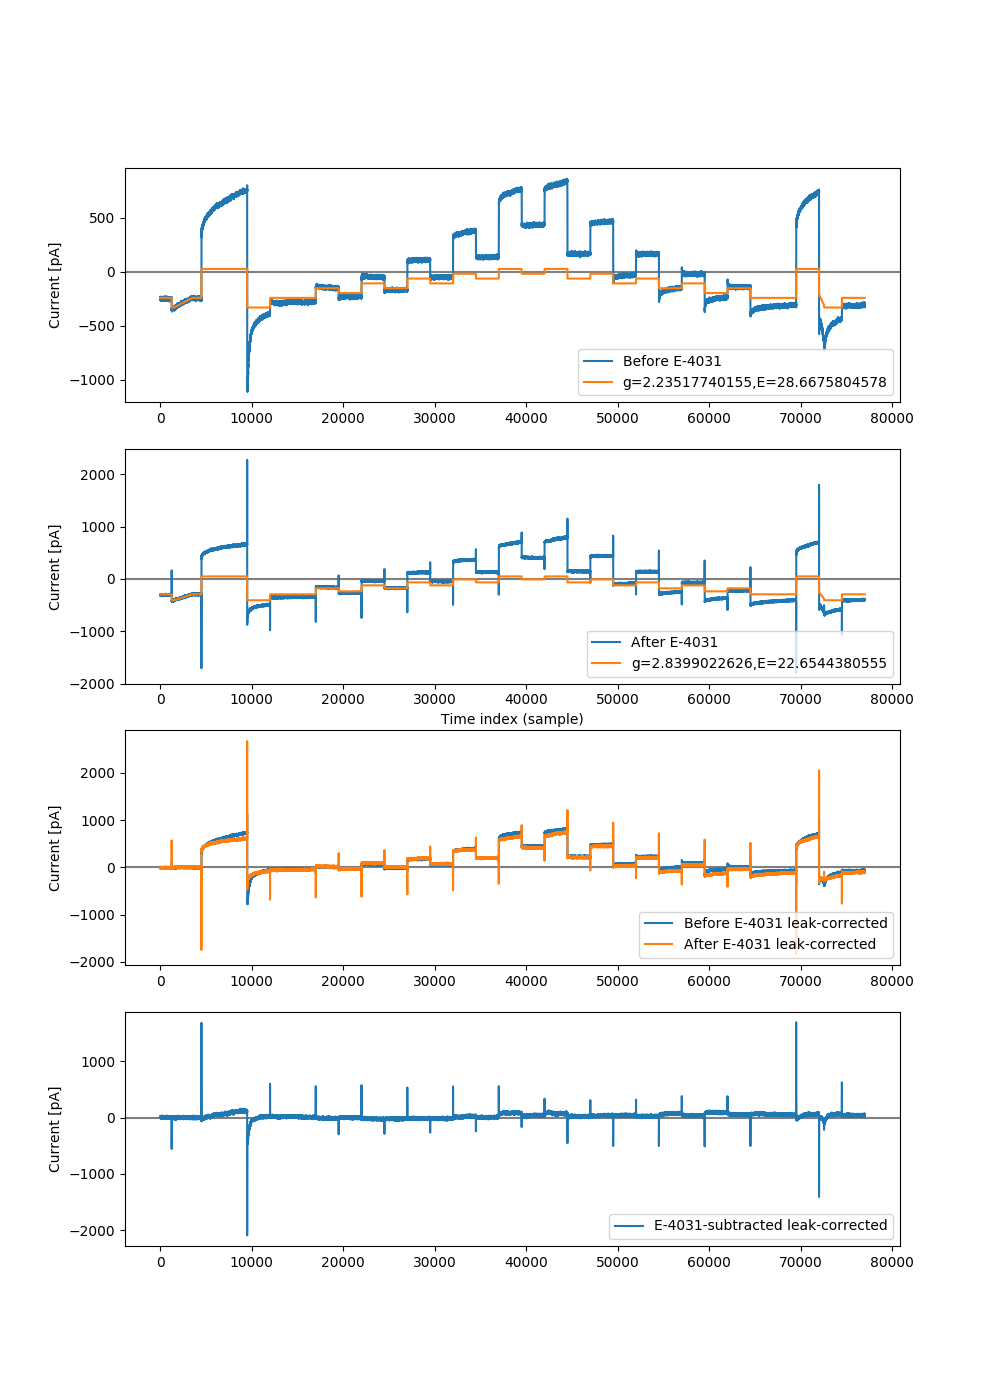 Current [pA]
500
0
−500
−1000
Before E-4031
g=2.23517740155,E=28.6675804578
0 10000 20000 30000 40000 50000 60000 70000 80000
Current [pA]
2000
1000
0
−1000
−2000
After E-4031
g=2.8399022626,E=22.6544380555
0 10000 20000 30000 40000 50000 60000 70000 80000
Time index (sample)
Current [pA]
2000
1000
0
−1000
−2000
Before E-4031 leak-corrected
After E-4031 leak-corrected
0 10000 20000 30000 40000 50000 60000 70000 80000
Current [pA]
1000
0
−1000
−2000
E-4031-subtracted leak-corrected
0 10000 20000 30000 40000 50000 60000 70000 80000